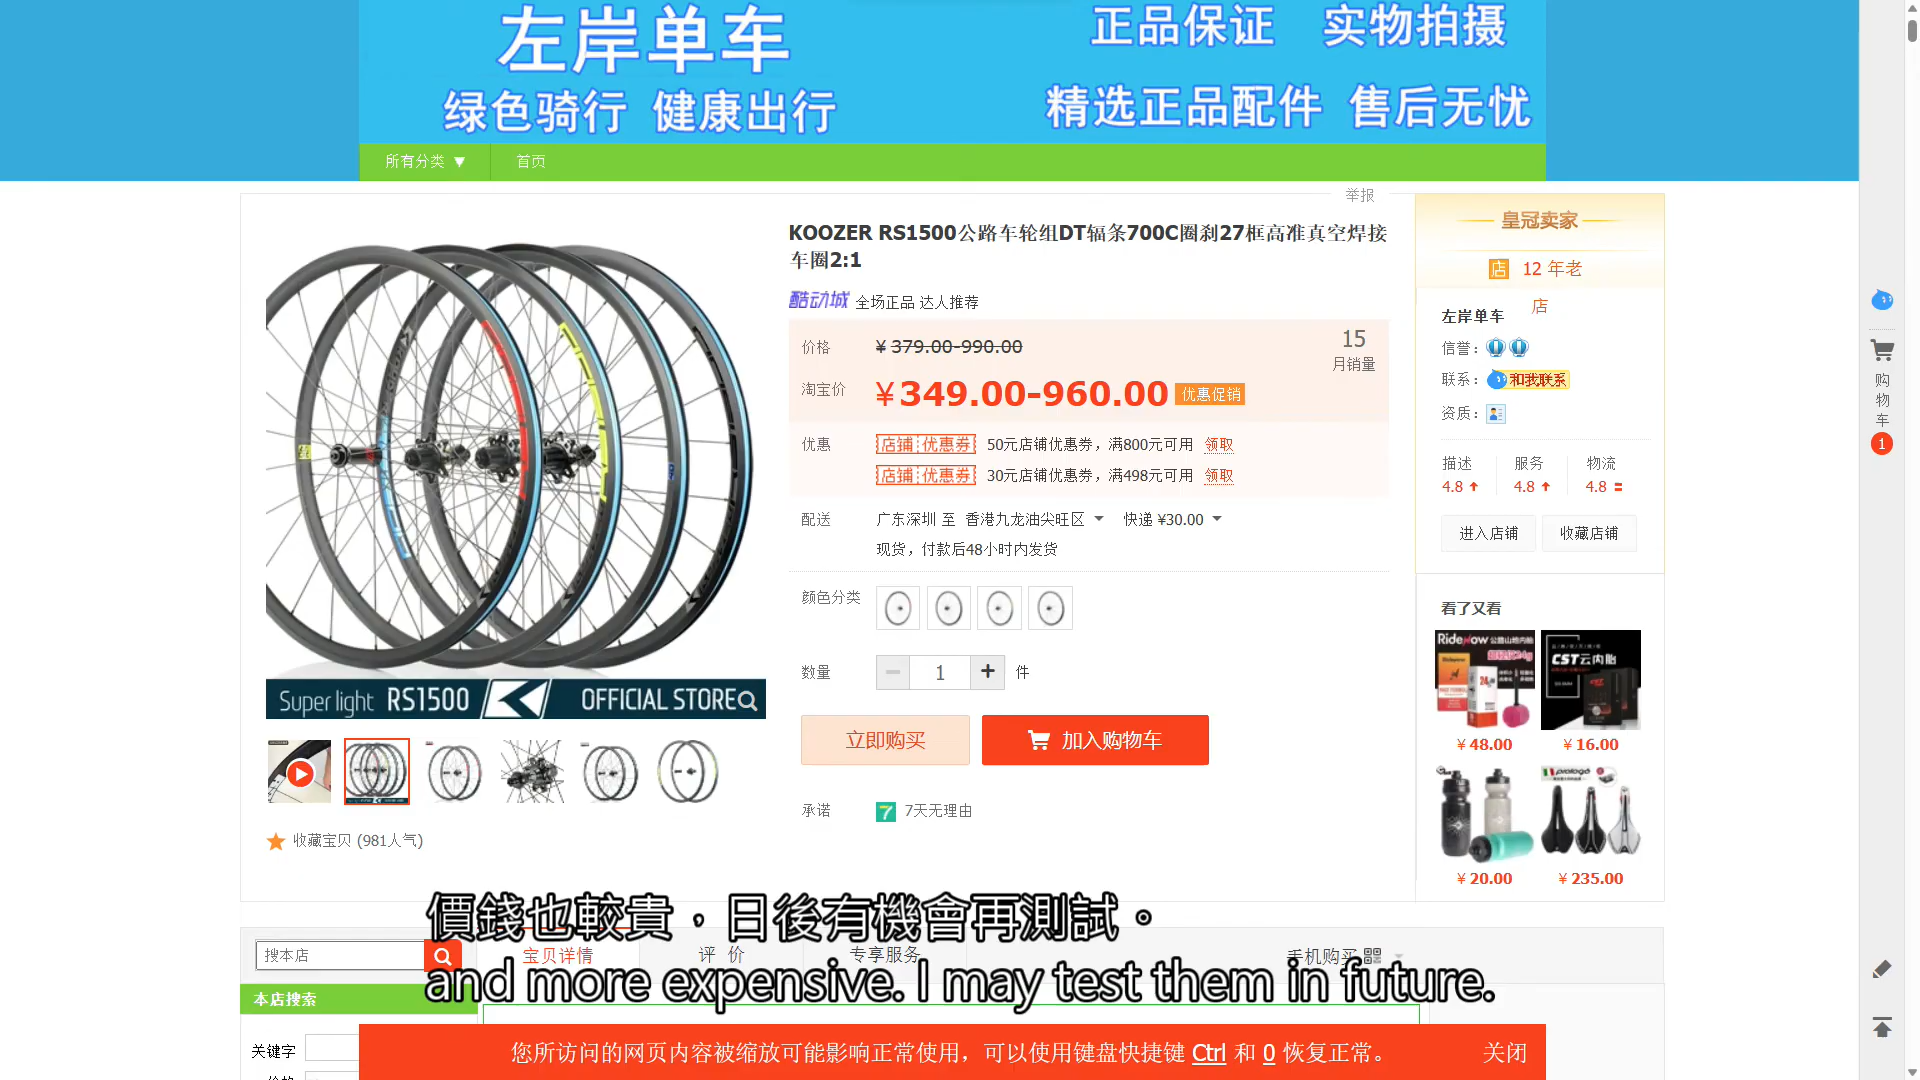 左岸单车
正品保证 实物拍摄
绿色骑行 健康出行
精选正品配件 售后无忧
所有分类 ▼
首页
举报
KOOZER RS1500公路车轮组DT辐条700C圈刹27框高准真空焊接
车圈2:1
酷动城 全场正品 达人推荐
价格 ¥ 379.00-990.00
15
月销量
淘宝价 ¥349.00-960.00 优惠促销
优惠 店铺优惠券 50元店铺优惠券，满800元可用 领取
店铺优惠券 30元店铺优惠券，满498元可用 领取
配送 广东深圳 至 香港九龙油尖旺区 快递 ¥30.00
现货，付款后48小时内发货
颜色分类
数量 1 件
立即购买 加入购物车
承诺 7 7天无理由
Super light RS1500 OFFICIAL STORE
收藏宝贝 (981人气)
皇冠卖家
店 12 年老
店
左岸单车
信誉：
联系： 和我联系
资质：
描述 服务 物流
4.8 4.8 4.8
进入店铺 收藏店铺
看了又看
RideNow 公路山地内胎
CST云内胎
¥ 48.00 ¥ 16.00
prologo
¥ 20.00 ¥ 235.00
购
物
车
1
價錢也較貴，日後有機會再測試。
搜本店 宝贝详情 评 价 专享服务 手机购买
and more expensive. I may test them in future.
本店搜索
关键字
您所访问的网页内容被缩放可能影响正常使用，可以使用键盘快捷键 Ctrl 和 0 恢复正常。 关闭